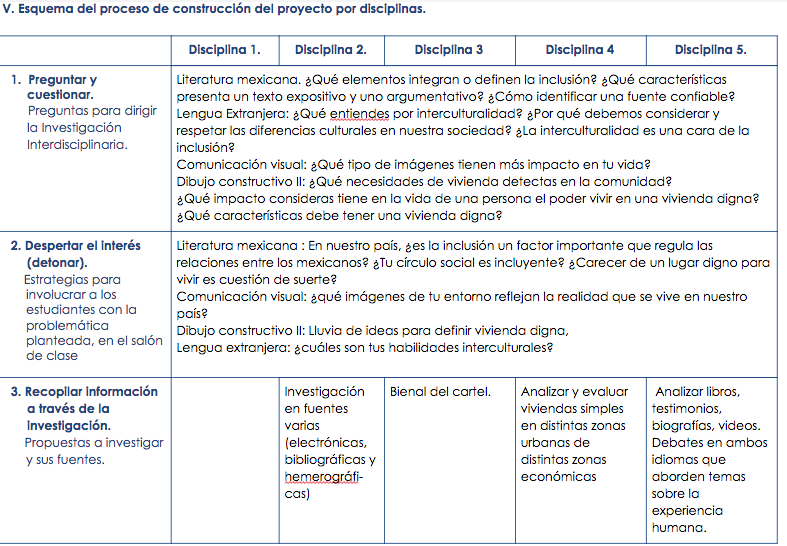 V. Esquema del proceso de construcción del proyecto por disciplinas.
Disciplina 1.
Disciplina 2.
Disciplina 3
Disciplina 4
Disciplina 5.
1. Preguntar y
cuestionar.
Preguntas para dirigir
la Investigación
Interdisciplinaria.
Literatura mexicana. ¿Qué elementos integran o definen la inclusión? ¿Qué características
presenta un texto expositivo y uno argumentativo? ¿Cómo identificar una fuente confiable?
Lengua Extranjera: ¿Qué entiendes por interculturalidad? ¿Por qué debemos considerar y
respetar las diferencias culturales en nuestra sociedad? ¿La interculturalidad es una cara de la
inclusión?
Comunicación visual: ¿Qué tipo de imágenes tienen más impacto en tu vida?
Dibujo constructivo II: ¿Qué necesidades de vivienda detectas en la comunidad?
¿Qué impacto consideras tiene en la vida de una persona el poder vivir en una vivienda digna?
¿Qué características debe tener una vivienda digna?
2. Despertar el interés
(detonar).
Estrategias para
involucrar a los
estudiantes con la
problemática
planteada, en el salón
de clase
Literatura mexicana : En nuestro país, ¿es la inclusión un factor importante que regula las
relaciones entre los mexicanos? ¿Tu círculo social es incluyente? ¿Carecer de un lugar digno para
vivir es cuestión de suerte?
Comunicación visual: ¿qué imágenes de tu entorno reflejan la realidad que se vive en nuestro
país?
Dibujo constructivo II: Lluvia de ideas para definir vivienda digna,
Lengua extranjera: ¿cuáles son tus habilidades interculturales?
3. Recopilar información
a través de la
investigación.
Propuestas a investigar
y sus fuentes.
Investigación
en fuentes
varias
(electrónicas,
bibliográficas y
hemerográfi-
cas)
Bienal del cartel.
Analizar y evaluar
viviendas simples
en distintas zonas
urbanas de
distintas zonas
económicas
Analizar libros,
testimonios,
biografías, videos.
Debates en ambos
idiomas que
aborden temas
sobre la
experiencia
humana.